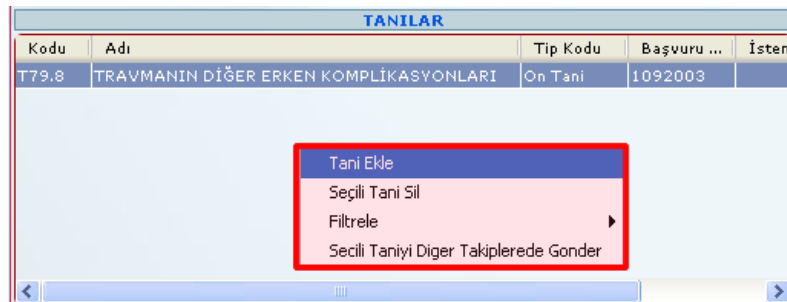 TANILAR
Kodu Adı Tip Kodu Başvuru ... İsten
T79.8 TRAVMANIN DİĞER ERKEN KOMPLİKASYONLARI On Tani 1092003
Tani Ekle
Seçili Tani Sil
Filtrele
Secili Taniyi Diger Takiplerede Gonder